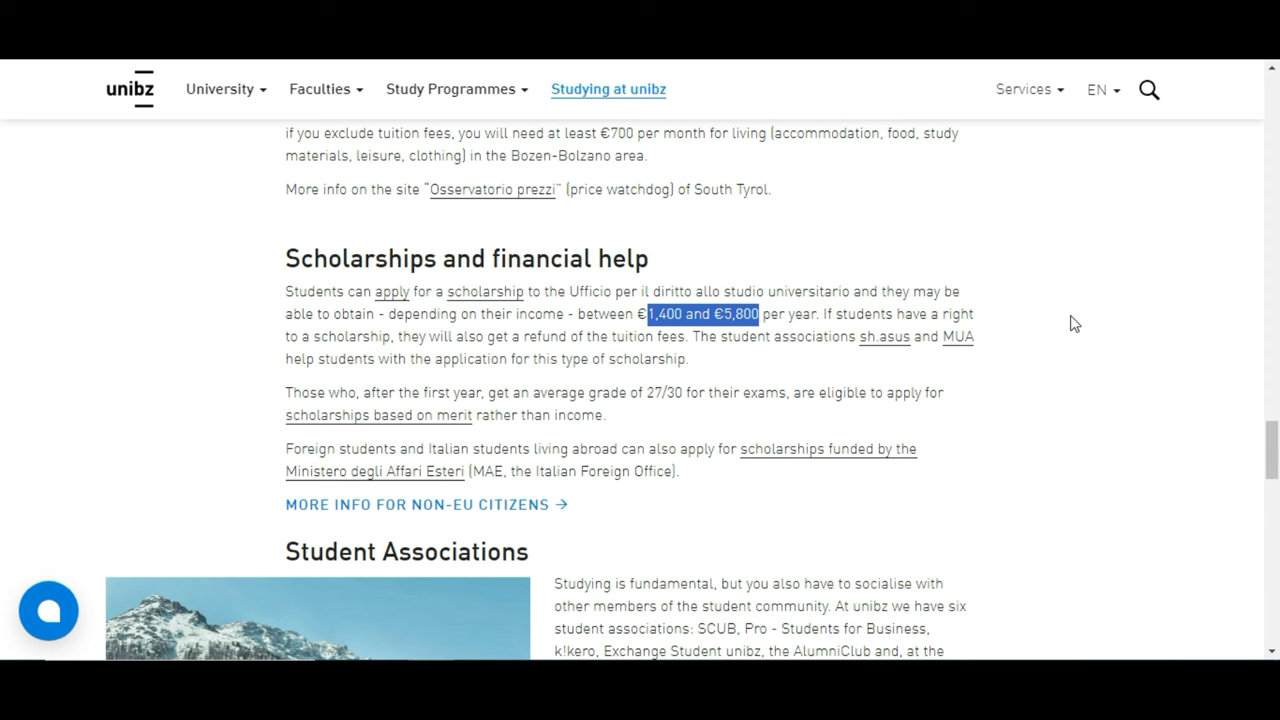 unibz University Faculties Study Programmes Studying at unibz Services EN
if you exclude tuition fees, you will need at least €700 per month for living (accommodation, food, study
materials, leisure, clothing) in the Bozen-Bolzano area.
More info on the site "Osservatorio prezzi" (price watchdog) of South Tyrol.
Scholarships and financial help
Students can apply for a scholarship to the Ufficio per il diritto allo studio universitario and they may be
able to obtain - depending on their income - between €1,400 and €5,800 per year. If students have a right
to a scholarship, they will also get a refund of the tuition fees. The student associations sh.asus and MUA
help students with the application for this type of scholarship.
Those who, after the first year, get an average grade of 27/30 for their exams, are eligible to apply for
scholarships based on merit rather than income.
Foreign students and Italian students living abroad can also apply for scholarships funded by the
Ministero degli Affari Esteri (MAE, the Italian Foreign Office).
MORE INFO FOR NON-EU CITIZENS →
Student Associations
Studying is fundamental, but you also have to socialise with
other members of the student community. At unibz we have six
student associations: SCUB, Pro - Students for Business,
k!kero, Exchange Student unibz, the AlumniClub and, at the